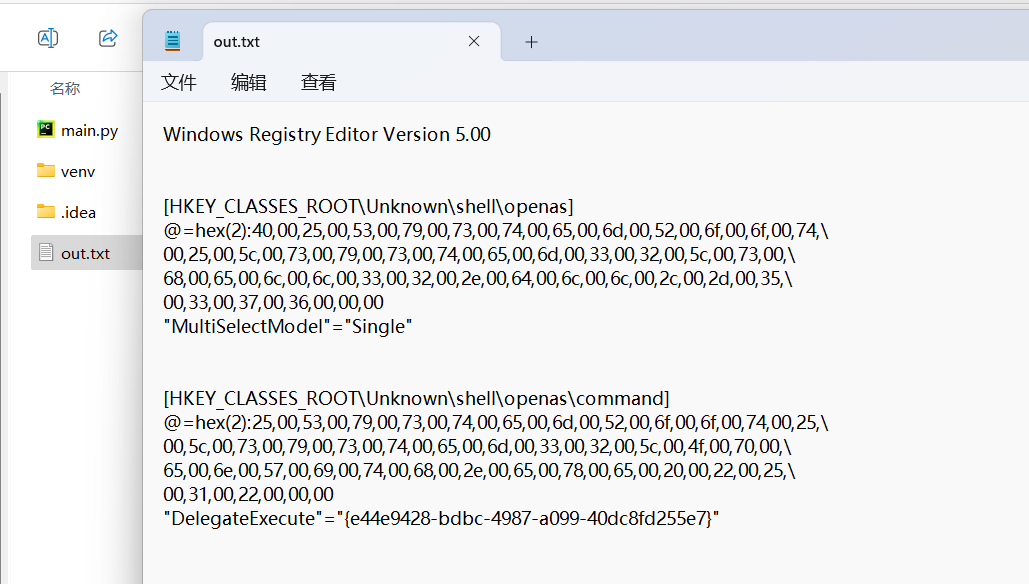 out.txt
文件 编辑 查看
名称
main.py
venv
.idea
out.txt
Windows Registry Editor Version 5.00
[HKEY_CLASSES_ROOT\Unknown\shell\openas]
@=hex(2):40,00,25,00,53,00,79,00,73,00,74,00,65,00,6d,00,52,00,6f,00,6f,00,74,\
00,25,00,5c,00,73,00,79,00,73,00,74,00,65,00,6d,00,33,00,32,00,5c,00,73,00,\
68,00,65,00,6c,00,6c,00,33,00,32,00,2e,00,64,00,6c,00,6c,00,2c,00,2d,00,35,\
00,33,00,37,00,36,00,00,00
"MultiSelectModel"="Single"
[HKEY_CLASSES_ROOT\Unknown\shell\openas\command]
@=hex(2):25,00,53,00,79,00,73,00,74,00,65,00,6d,00,52,00,6f,00,6f,00,74,00,25,\
00,5c,00,73,00,79,00,73,00,74,00,65,00,6d,00,33,00,32,00,5c,00,4f,00,70,00,\
65,00,6e,00,57,00,69,00,74,00,68,00,2e,00,65,00,78,00,65,00,20,00,22,00,25,\
00,31,00,22,00,00,00
"DelegateExecute"="{e44e9428-bdbc-4987-a099-40dc8fd255e7}"